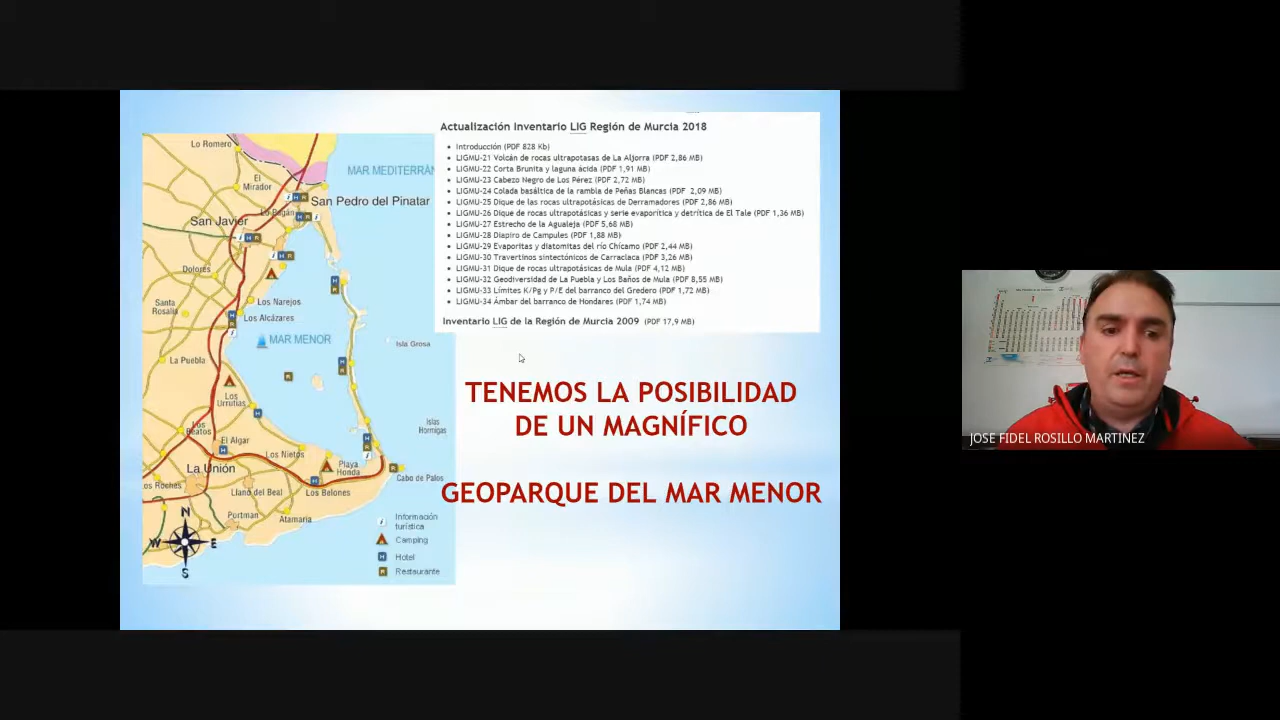 Actualización Inventario LIG Región de Murcia 2018
Introducción (PDF 828 Kb)
LIGMU-21 Volcán de rocas ultrapotasas de La Aljorra (PDF 2,86 MB)
LIGMU-22 Corta Brunita y laguna ácida (PDF 1,91 MB)
LIGMU-23 Cabezo Negro de Los Pérez (PDF 2,72 MB)
LIGMU-24 Colada basáltica de la rambla de Peñas Blancas (PDF 2,09 MB)
LIGMU-25 Dique de las rocas ultrapotásicas de Derramadores (PDF 2,86 MB)
LIGMU-26 Dique de rocas ultrapotásicas y serie evaporítica y detrítica de El Tale (PDF 1,36 MB)
LIGMU-27 Estrecho de la Agualeja (PDF 5,68 MB)
LIGMU-28 Diapiro de Campules (PDF 1,88 MB)
LIGMU-29 Evaporitas y diatomitas del río Chícamo (PDF 2,44 MB)
LIGMU-30 Travertinos sintectónicos de Carraclaca (PDF 3,26 MB)
LIGMU-31 Dique de rocas ultrapotásicas de Mula (PDF 4,12 MB)
LIGMU-32 Geodiversidad de La Puebla y Los Baños de Mula (PDF 8,55 MB)
LIGMU-33 Límites K/Pg y P/E del barranco del Gredero (PDF 1,72 MB)
LIGMU-34 Ámbar del barranco de Hondares (PDF 1,74 MB)
Inventario LIG de la Región de Murcia 2009 (PDF 17,9 MB)
Lo Romero
MAR MEDITERRÁN
El
Mirador
San Pedro del Pinatar
Lo Pagán
San Javier
Dolores
Santa
Rosalía
Los Narejos
Los Alcázares
MAR MENOR
Isla Grosa
La Puebla
Los
Urrutias
Islas
Hormigas
Los
Beatos
El Algar
Los Nietos
Playa
Honda
La Unión
Cabo de Palos
Los Roches
Llano del Beal
Los Belones
Portman
Atamaria
N
W
E
S
Información
turística
Camping
Hotel
Restaurante
TENEMOS LA POSIBILIDAD
DE UN MAGNÍFICO
GEOPARQUE DEL MAR MENOR
JOSE FIDEL ROSILLO MARTINEZ